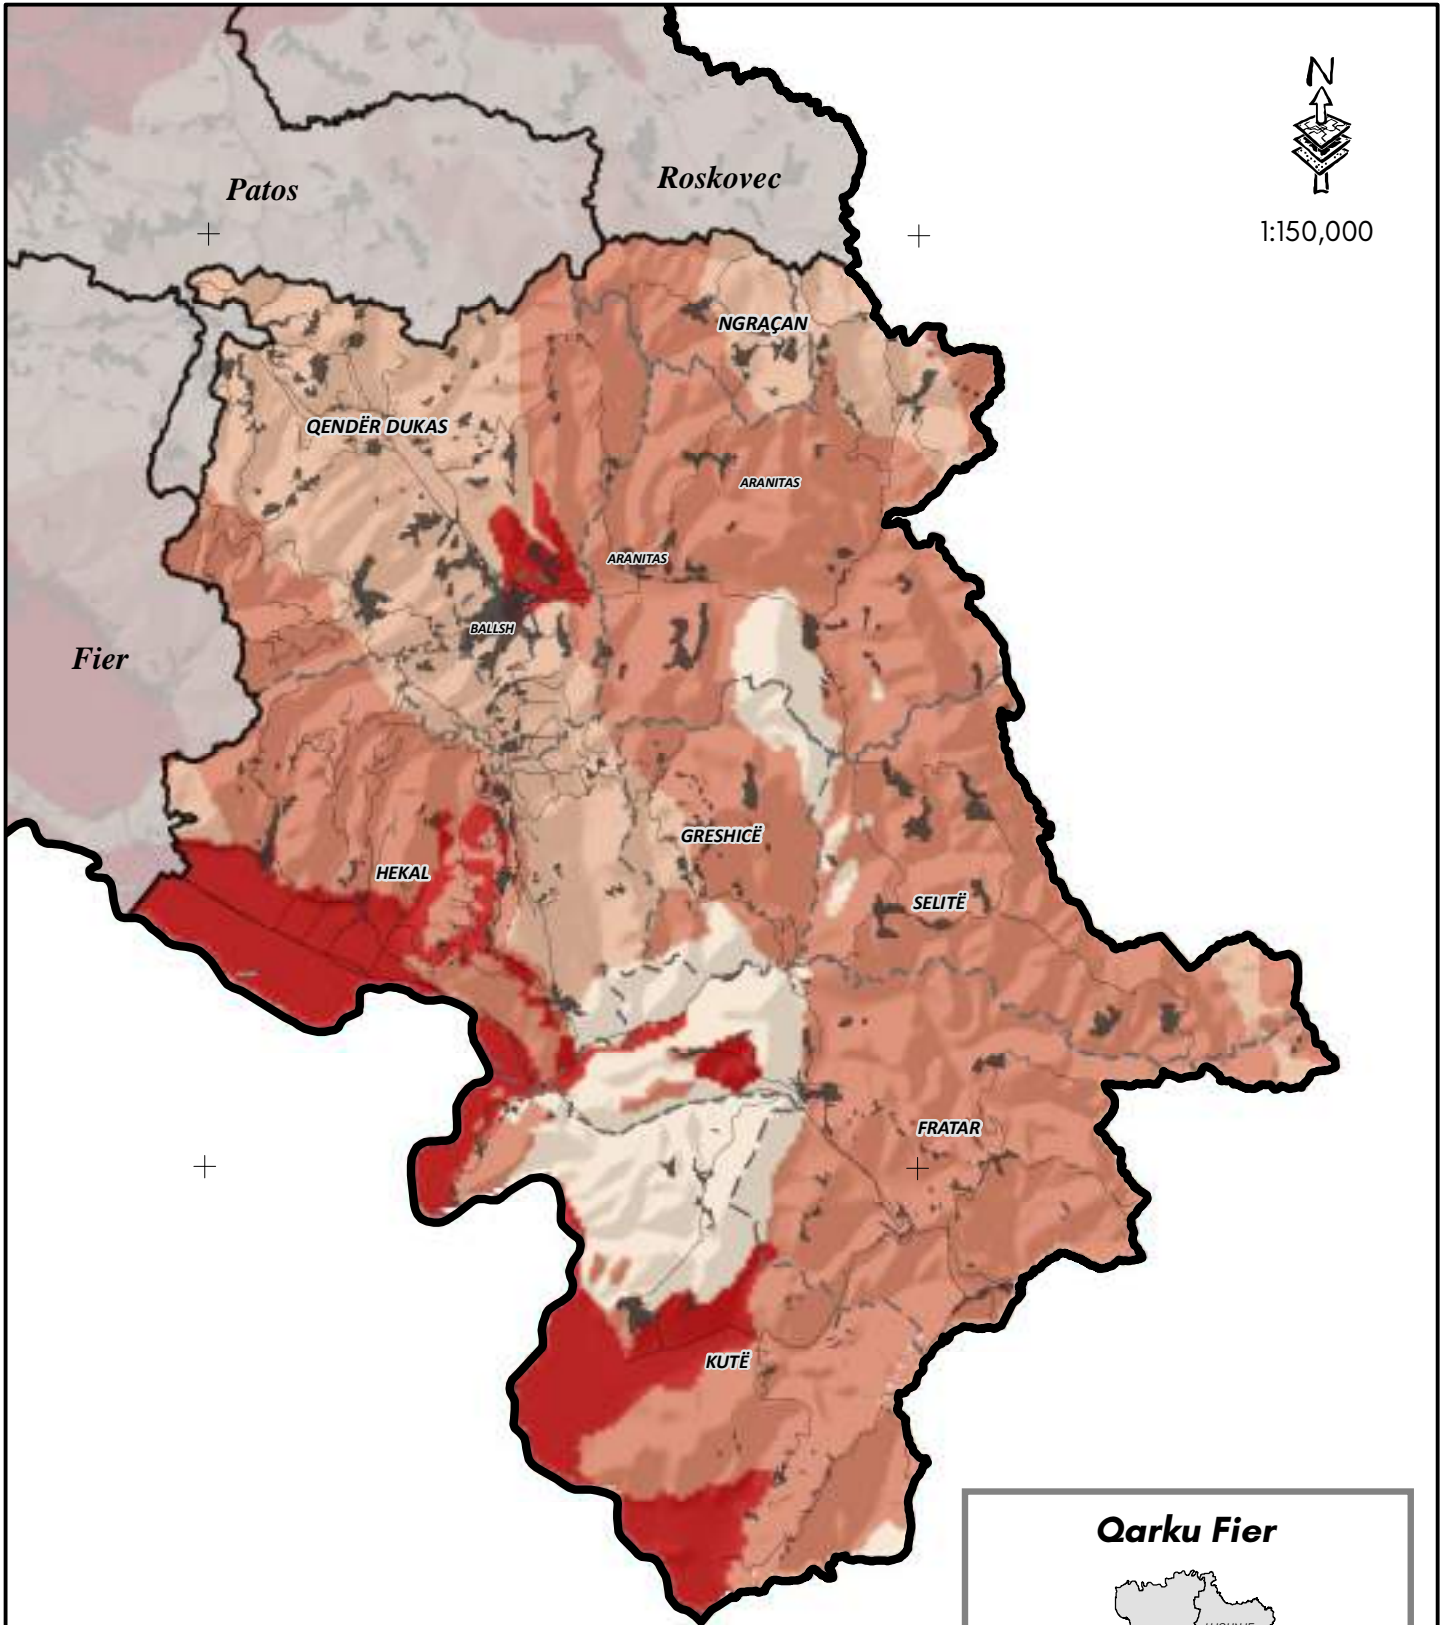 N
1:150,000
Patos
Roskovec
NGRAÇAN
QENDËR DUKAS
ARANITAS
ARANITAS
BALLSH
Fier
GRESHICË
HEKAL
SELITË
FRATAR
KUTË
Qarku Fier